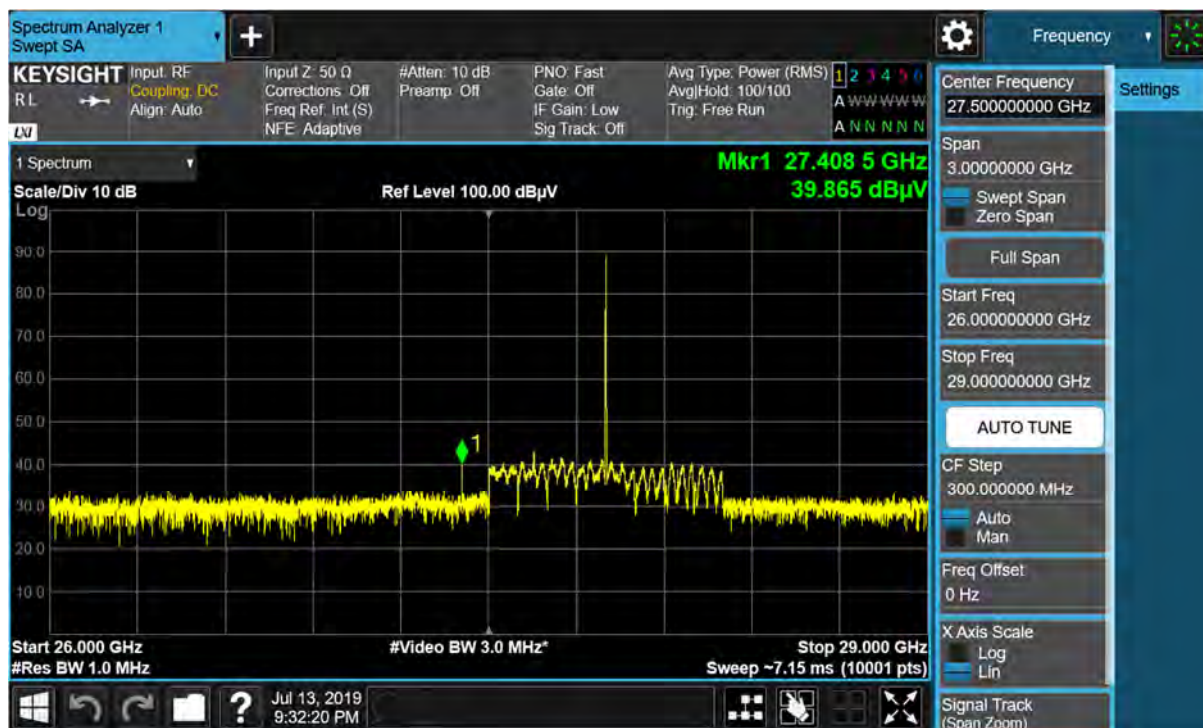 Spectrum Analyzer 1
Swept SA
+
Frequency
KEYSIGHT
RL
LXI
Input: RF
Coupling: DC
Align: Auto
Input Z: 50 Ω
Corrections: Off
Freq Ref: Int (S)
NFE: Adaptive
#Atten: 10 dB
Preamp: Off
PNO: Fast
Gate: Off
IF Gain: Low
Sig Track: Off
Avg Type: Power (RMS)
Avg|Hold: 100/100
Trig: Free Run
1 2 3 4 5 6
A W W W W W
A N N N N N
1 Spectrum
Scale/Div 10 dB
Ref Level 100.00 dBµV
Mkr1 27.408 5 GHz
39.865 dBµV
Log
90.0
80.0
70.0
60.0
50.0
40.0
30.0
20.0
10.0
1
Start 26.000 GHz
#Video BW 3.0 MHz*
Stop 29.000 GHz
#Res BW 1.0 MHz
Sweep ~7.15 ms (10001 pts)
?
Jul 13, 2019
9:32:20 PM
Center Frequency
27.500000000 GHz
Settings
Span
3.00000000 GHz
Swept Span
Zero Span
Full Span
Start Freq
26.000000000 GHz
Stop Freq
29.000000000 GHz
AUTO TUNE
CF Step
300.000000 MHz
Auto
Man
Freq Offset
0 Hz
X Axis Scale
Log
Lin
Signal Track
(Span Zoom)